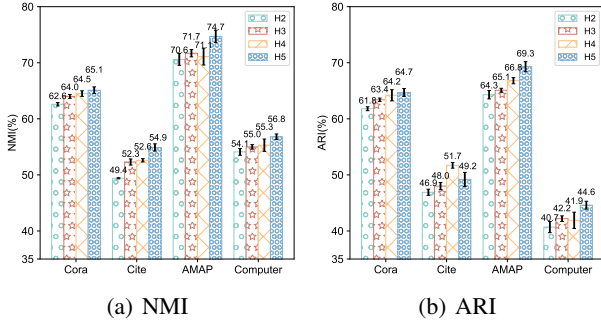 80
70
60
50
40
35
NMI(%)
H2
H3
H4
H5
62.6
64.0
64.5
65.1
49.4
52.3
52.6
54.9
70.6
71.7
71.1
74.7
54.1
55.0
55.3
56.8
Cora
Cite
AMAP
Computer
(a) NMI
80
70
60
50
40
35
ARI(%)
H2
H3
H4
H5
61.8
63.4
64.2
64.7
46.9
48.0
51.7
49.2
64.3
65.1
66.8
69.3
40.7
42.2
41.9
44.6
Cora
Cite
AMAP
Computer
(b) ARI